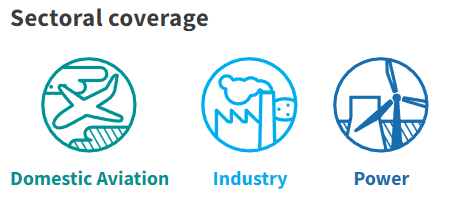 Sectoral coverage
Domestic Aviation
Industry
Power